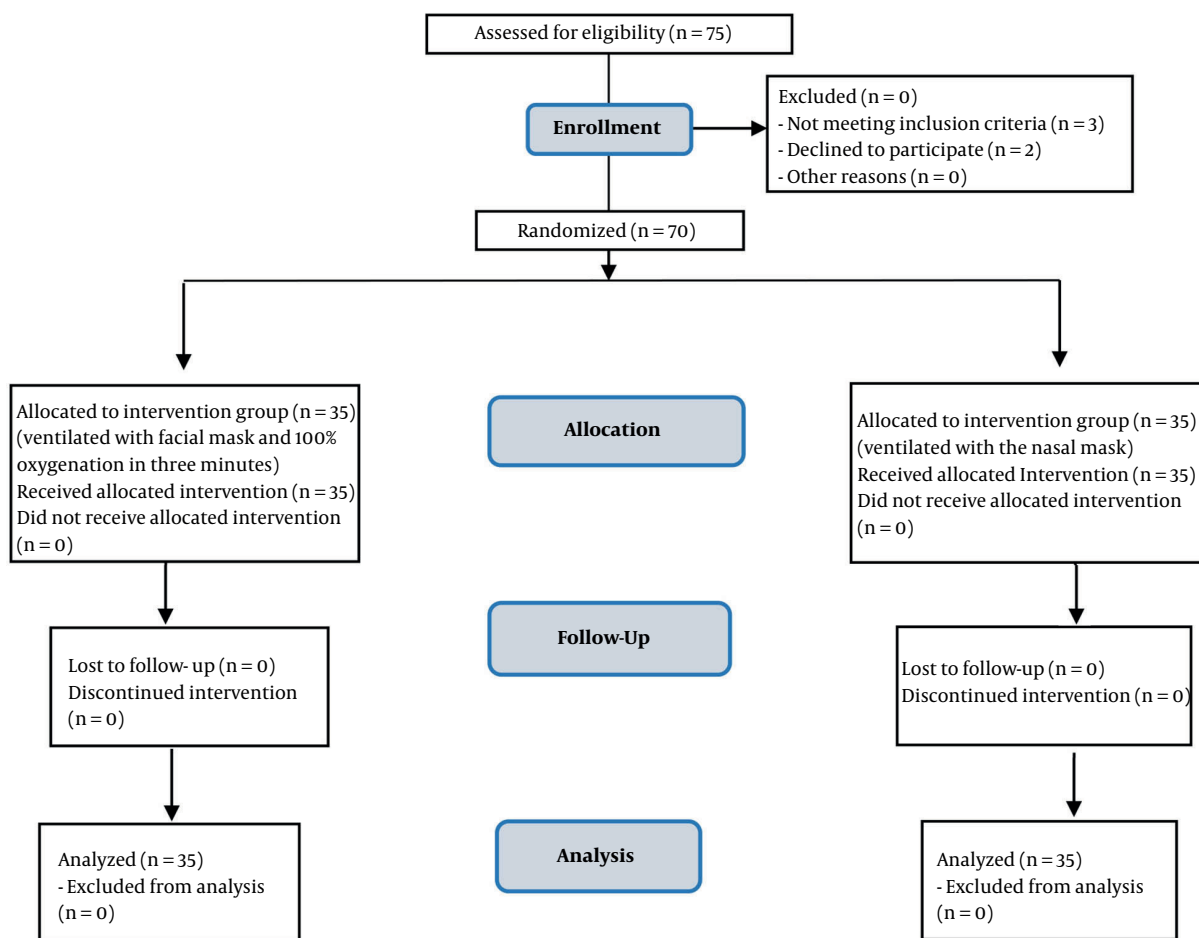 Assessed for eligibility (n = 75)
Enrollment
Excluded (n = 0)
- Not meeting inclusion criteria (n = 3)
- Declined to participate (n = 2)
- Other reasons (n = 0)
Randomized (n = 70)
Allocated to intervention group (n = 35)
(ventilated with facial mask and 100%
oxygenation in three minutes)
Received allocated intervention (n = 35)
Did not receive allocated intervention
(n = 0)
Allocation
Allocated to intervention group (n = 35)
(ventilated with the nasal mask)
Received allocated Intervention (n = 35)
Did not receive allocated intervention
(n = 0)
Lost to follow- up (n = 0)
Discontinued intervention
(n = 0)
Follow-Up
Lost to follow-up (n = 0)
Discontinued intervention (n = 0)
Analyzed (n = 35)
- Excluded from analysis
(n = 0)
Analysis
Analyzed (n = 35)
- Excluded from analysis
(n = 0)